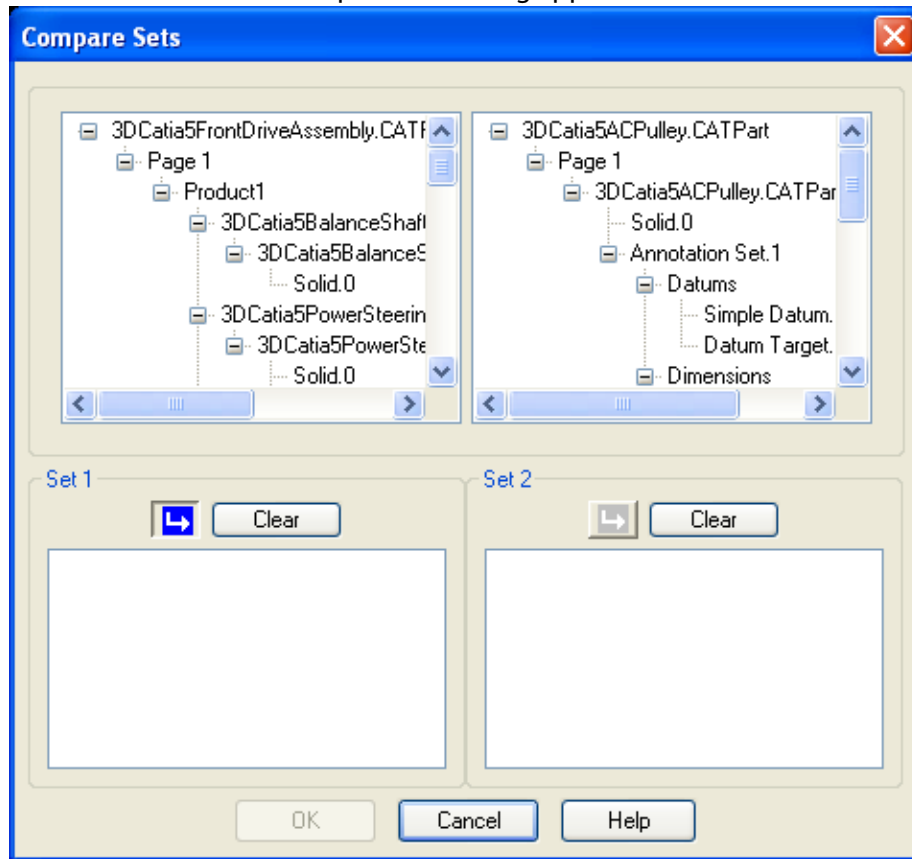 Compare Sets
3DCatia5FrontDriveAssembly.CATF
Page 1
Product1
3DCatia5BalanceShaft
3DCatia5BalanceS
Solid.0
3DCatia5PowerSteerin
3DCatia5PowerSte
Solid.0
3DCatia5ACPulley.CATPart
Page 1
3DCatia5ACPulley.CATPar
Solid.0
Annotation Set.1
Datums
Simple Datum.
Datum Target.
Dimensions
Set 1
Clear
Set 2
Clear
OK
Cancel
Help